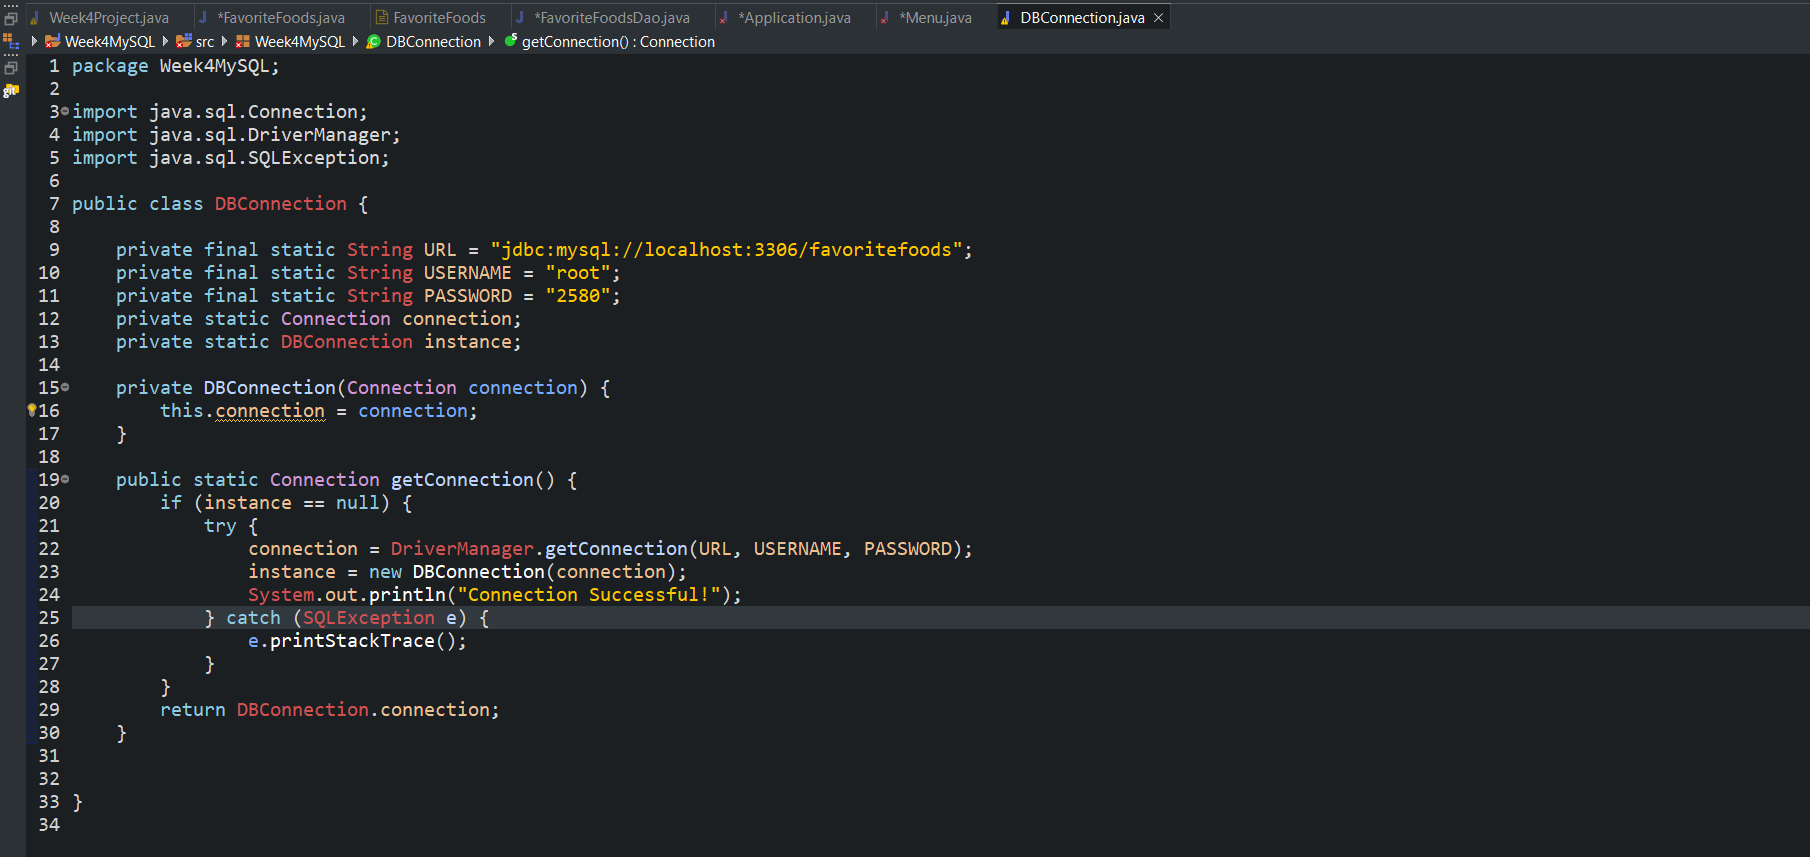 Week4Project.java *FavoriteFoods.java FavoriteFoods *FavoriteFoodsDao.java *Application.java *Menu.java DBConnection.java
Week4MySQL src Week4MySQL DBConnection getConnection() : Connection
1 package Week4MySQL;
2
3 import java.sql.Connection;
4 import java.sql.DriverManager;
5 import java.sql.SQLException;
6
7 public class DBConnection {
8
9     private final static String URL = "jdbc:mysql://localhost:3306/favoritefoods";
10     private final static String USERNAME = "root";
11     private final static String PASSWORD = "2580";
12     private static Connection connection;
13     private static DBConnection instance;
14
15     private DBConnection(Connection connection) {
16         this.connection = connection;
17     }
18
19     public static Connection getConnection() {
20         if (instance == null) {
21             try {
22                 connection = DriverManager.getConnection(URL, USERNAME, PASSWORD);
23                 instance = new DBConnection(connection);
24                 System.out.println("Connection Successful!");
25             } catch (SQLException e) {
26                 e.printStackTrace();
27             }
28         }
29         return DBConnection.connection;
30     }
31
32
33 }
34
git